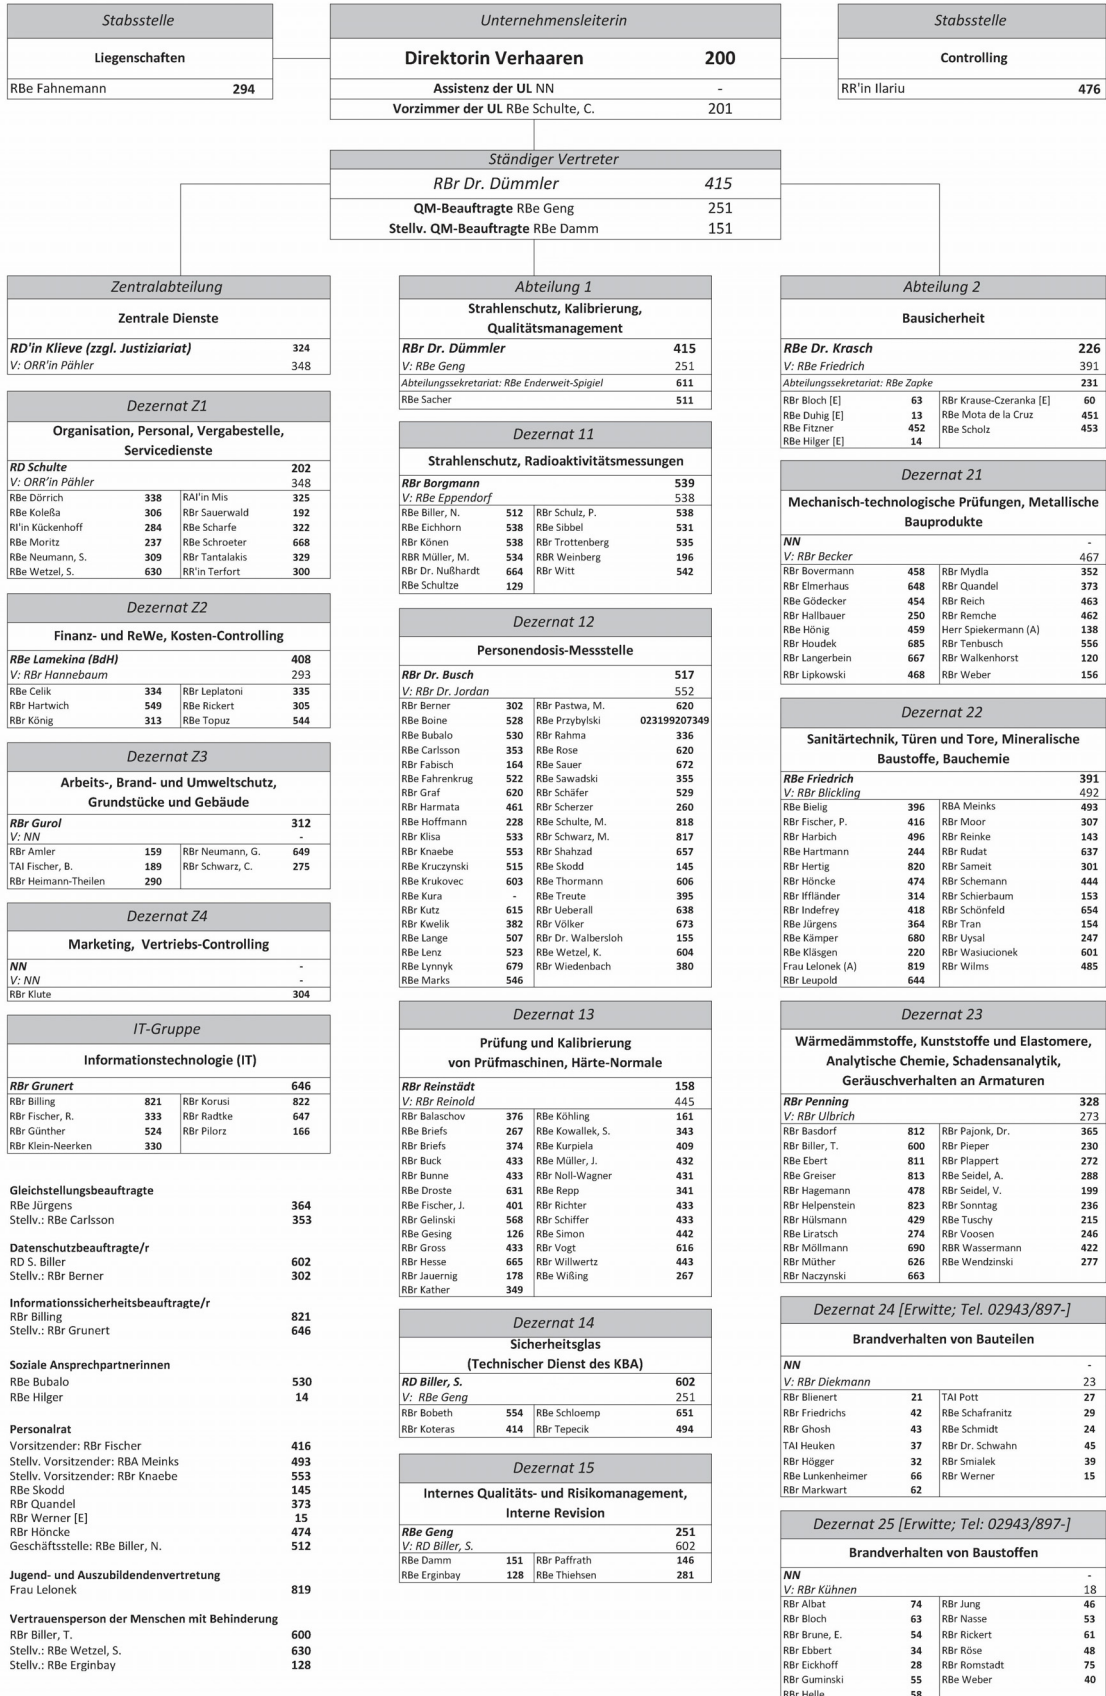 Stabsstelle
Liegenschaften
RBe Fahnemann 294
Unternehmensleiterin
Direktorin Verhaaren 200
Assistenz der UL NN -
Vorzimmer der UL RBe Schulte, C. 201
Stabsstelle
Controlling
RR'in Ilariu 476
Ständiger Vertreter
RBr Dr. Dümmler 415
QM-Beauftragte RBe Geng 251
Stellv. QM-Beauftragte RBe Damm 151
Zentralabteilung
Zentrale Dienste
RD'in Klieve (zzgl. Justiziariat) 324
V: ORR'in Pähler 348
Dezernat Z1
Organisation, Personal, Vergabestelle,
Servicedienste
RD Schulte 202
V: ORR'in Pähler 348
RBe Dörrich 338 RAI'in Mis 325
RBe Koleßa 306 RBr Sauerwald 192
RI'in Kückenhoff 284 RBe Scharfe 322
RBe Moritz 237 RBe Schroeter 668
RBe Neumann, S. 309 RBr Tantalakis 329
RBe Wetzel, S. 630 RR'in Terfort 300
Dezernat Z2
Finanz- und ReWe, Kosten-Controlling
RBe Lamekina (BdH) 408
V: RBr Hannebaum 293
RBe Celik 334 RBr Leplatoni 335
RBr Hartwich 549 RBe Rickert 305
RBr König 313 RBe Topuz 544
Dezernat Z3
Arbeits-, Brand- und Umweltschutz,
Grundstücke und Gebäude
RBr Gurol 312
V: NN -
RBr Amler 159 RBr Neumann, G. 649
TAI Fischer, B. 189 RBr Schwarz, C. 275
RBr Heimann-Theilen 290
Dezernat Z4
Marketing, Vertriebs-Controlling
NN -
V: NN -
RBr Klute 304
IT-Gruppe
Informationstechnologie (IT)
RBr Grunert 646
RBr Billing 821 RBr Korusi 822
RBr Fischer, R. 333 RBr Radtke 647
RBr Günther 524 RBr Pilorz 166
RBr Klein-Neerken 330
Gleichstellungsbeauftragte
RBe Jürgens 364
Stellv.: RBe Carlsson 353
Datenschutzbeauftragte/r
RD S. Biller 602
Stellv.: RBr Berner 302
Informationssicherheitsbeauftragte/r
RBr Billing 821
Stellv.: RBr Grunert 646
Soziale Ansprechpartnerinnen
RBe Bubalo 530
RBe Hilger 14
Personalrat
Vorsitzender: RBr Fischer 416
Stellv. Vorsitzender: RBA Meinks 493
Stellv. Vorsitzender: RBr Knaebe 553
RBe Skodd 145
RBr Quandel 373
RBr Werner [E] 15
RBr Höncke 474
Geschäftsstelle: RBe Biller, N. 512
Jugend- und Auszubildendenvertretung
Frau Lelonek 819
Vertrauensperson der Menschen mit Behinderung
RBr Biller, T. 600
Stellv.: RBe Wetzel, S. 630
Stellv.: RBe Erginbay 128
Abteilung 1
Strahlenschutz, Kalibrierung,
Qualitätsmanagement
RBr Dr. Dümmler 415
V: RBe Geng 251
Abteilungssekretariat: RBe Enderweit-Spigiel 611
RBe Sacher 511
Dezernat 11
Strahlenschutz, Radioaktivitätsmessungen
RBr Borgmann 539
V: RBe Eppendorf 538
RBe Biller, N. 512 RBr Schulz, P. 538
RBe Eichhorn 538 RBe Sibbel 531
RBr Könen 538 RBr Trottenberg 535
RBR Müller, M. 534 RBR Weinberg 196
RBr Dr. Nußhardt 664 RBr Witt 542
RBe Schultze 129
Dezernat 12
Personendosis-Messstelle
RBr Dr. Busch 517
V: RBr Dr. Jordan 552
RBr Berner 302 RBr Pastwa, M. 620
RBe Boine 528 RBe Przybylski 023199207349
RBe Bubalo 530 RBr Rahma 336
RBe Carlsson 353 RBe Rose 620
RBr Fabisch 164 RBe Sauer 672
RBe Fahrenkrug 522 RBe Sawadski 355
RBr Graf 620 RBr Schäfer 529
RBr Harmata 461 RBr Scherzer 260
RBe Hoffmann 228 RBe Schulte, M. 818
RBr Klisa 533 RBr Schwarz, M. 817
RBr Knaebe 553 RBr Shahzad 657
RBe Kruczynski 515 RBe Skodd 145
RBe Krukovec 603 RBe Thormann 606
RBe Kura - RBe Treute 395
RBr Kutz 615 RBr Ueberall 638
RBr Kwelik 382 RBr Völker 673
RBe Lange 507 RBr Dr. Walbersloh 155
RBe Lenz 523 RBe Wetzel, K. 604
RBe Lynnyk 679 RBr Wiedenbach 380
RBe Marks 546
Dezernat 13
Prüfung und Kalibrierung
von Prüfmaschinen, Härte-Normale
RBr Reinstädt 158
V: RBr Reinold 445
RBr Balaschov 376 RBe Köhling 161
RBe Briefs 267 RBe Kowallek, S. 343
RBr Briefs 374 RBe Kurpiela 409
RBr Buck 433 RBe Müller, J. 432
RBr Bunne 433 RBr Noll-Wagner 431
RBe Droste 631 RBe Repp 341
RBe Fischer, J. 401 RBr Richter 433
RBr Gelinski 568 RBr Schiffer 433
RBe Gesing 126 RBe Simon 442
RBr Gross 433 RBr Vogt 616
RBr Hesse 665 RBr Willwertz 443
RBr Jauernig 178 RBe Wißing 267
RBr Kather 349
Dezernat 14
Sicherheitsglas
(Technischer Dienst des KBA)
RD Biller, S. 602
V: RBe Geng 251
RBr Bobeth 554 RBe Schloemp 651
RBr Koteras 414 RBr Tepecik 494
Dezernat 15
Internes Qualitäts- und Risikomanagement,
Interne Revision
RBe Geng 251
V: RD Biller, S. 602
RBe Damm 151 RBr Paffrath 146
RBe Erginbay 128 RBe Thiehsen 281
Abteilung 2
Bausicherheit
RBe Dr. Krasch 226
V: RBe Friedrich 391
Abteilungssekretariat: RBe Zapke 231
RBr Bloch [E] 63 RBr Krause-Czeranka [E] 60
RBe Duhig [E] 13 RBe Mota de la Cruz 451
RBe Fitzner 452 RBe Scholz 453
RBe Hilger [E] 14
Dezernat 21
Mechanisch-technologische Prüfungen, Metallische
Bauprodukte
NN -
V: RBr Becker 467
RBr Bovermann 458 RBr Mydla 352
RBr Elmerhaus 648 RBr Quandel 373
RBe Gödecker 454 RBr Reich 463
RBr Hallbauer 250 RBr Remche 462
RBe Hönig 459 Herr Spiekermann (A) 138
RBr Houdek 685 RBr Tenbusch 556
RBr Langerbein 667 RBr Walkenhorst 120
RBr Lipkowski 468 RBr Weber 156
Dezernat 22
Sanitärtechnik, Türen und Tore, Mineralische
Baustoffe, Bauchemie
RBe Friedrich 391
V: RBr Blickling 492
RBe Bielig 396 RBA Meinks 493
RBr Fischer, P. 416 RBr Moor 307
RBr Harbich 496 RBr Reinke 143
RBe Hartmann 244 RBr Rudat 637
RBr Hertig 820 RBr Sameit 301
RBr Höncke 474 RBr Schemann 444
RBr Iffländer 314 RBr Schierbaum 153
RBr Indefrey 418 RBr Schönfeld 654
RBe Jürgens 364 RBr Tran 154
RBe Kämper 680 RBr Uysal 247
RBe Kläsgen 220 RBr Wasiucionek 601
Frau Lelonek (A) 819 RBr Wilms 485
RBr Leupold 644
Dezernat 23
Wärmedämmstoffe, Kunststoffe und Elastomere,
Analytische Chemie, Schadensanalytik,
Geräuschverhalten an Armaturen
RBr Penning 328
V: RBr Ulbrich 273
RBr Basdorf 812 RBr Pajonk, Dr. 365
RBr Biller, T. 600 RBr Pieper 230
RBe Ebert 811 RBr Plappert 272
RBe Greiser 813 RBe Seidel, A. 288
RBr Hagemann 478 RBr Seidel, V. 199
RBr Helpenstein 823 RBr Sonntag 236
RBr Hülsmann 429 RBe Tuschy 215
RBe Liratsch 274 RBr Voosen 246
RBr Möllmann 690 RBR Wassermann 422
RBr Müther 626 RBe Wendzinski 277
RBr Naczynski 663
Dezernat 24 [Erwitte; Tel. 02943/897-]
Brandverhalten von Bauteilen
NN -
V: RBr Diekmann 23
RBr Blienert 21 TAI Pott 27
RBr Friedrichs 42 RBe Schafranitz 29
RBr Ghosh 43 RBe Schmidt 24
TAI Heuken 37 RBr Dr. Schwahn 45
RBr Högger 32 RBr Smialek 39
RBe Lunkenheimer 66 RBr Werner 15
RBr Markwart 62
Dezernat 25 [Erwitte; Tel: 02943/897-]
Brandverhalten von Baustoffen
NN -
V: RBr Kühnen 18
RBr Albat 74 RBr Jung 46
RBr Bloch 63 RBr Nasse 53
RBr Brune, E. 54 RBr Rickert 61
RBr Ebbert 34 RBr Röse 48
RBr Eickhoff 28 RBr Romstadt 75
RBr Guminski 55 RBe Weber 40
RBr Helle 58